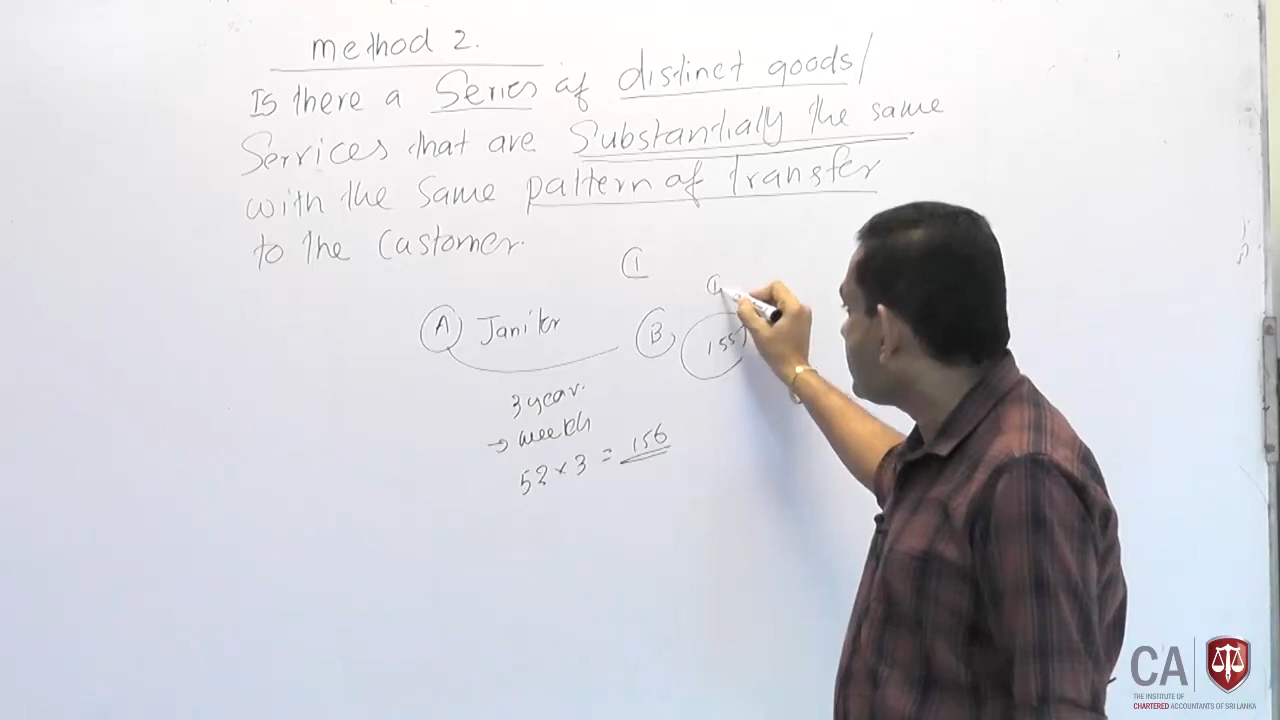 method 2.
Is there a Series of distinct goods/
Services that are Substantially the same
with the same pattern of transfer
to the Customer.
1
A Janitor B
3 year.
→ week
52 × 3 = 156
CA
THE INSTITUTE OF
CHARTERED ACCOUNTANTS OF SRI LANKA